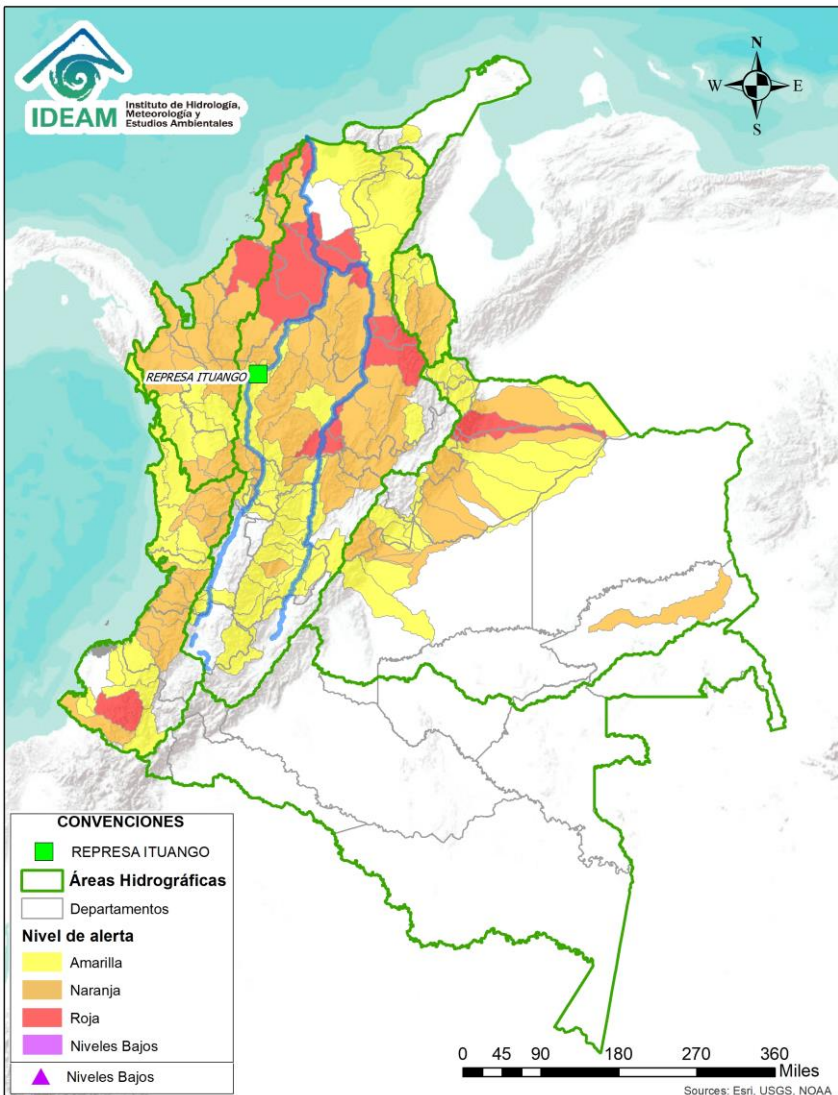 IDEAM
Instituto de Hidrología,
Meteorología y
Estudios Ambientales
N
W
E
S
REPRESA ITUANGO
CONVENCIONES
REPRESA ITUANGO
Áreas Hidrográficas
Departamentos
Nivel de alerta
Amarilla
Naranja
Roja
Niveles Bajos
Niveles Bajos
0 45 90 180 270 360
Miles
Sources: Esri, USGS, NOAA